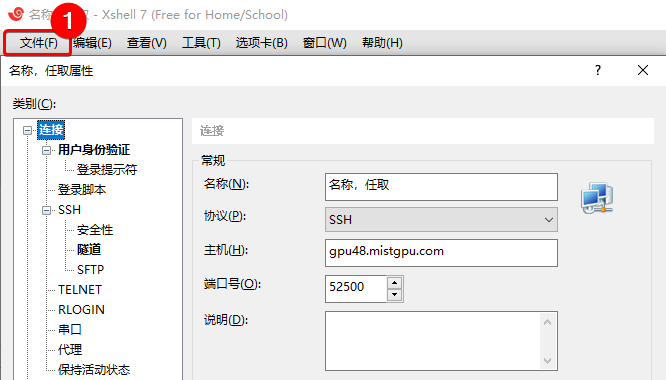 名称
- Xshell 7 (Free for Home/School)
1
文件(F) 编辑(E) 查看(V) 工具(T) 选项卡(B) 窗口(W) 帮助(H)
名称，任取属性 ?
类别(C):
连接
用户身份验证
登录提示符
登录脚本
SSH
安全性
隧道
SFTP
TELNET
RLOGIN
串口
代理
保持活动状态
连接
常规
名称(N): 名称，任取
协议(P): SSH
主机(H): gpu48.mistgpu.com
端口号(O): 52500
说明(D):